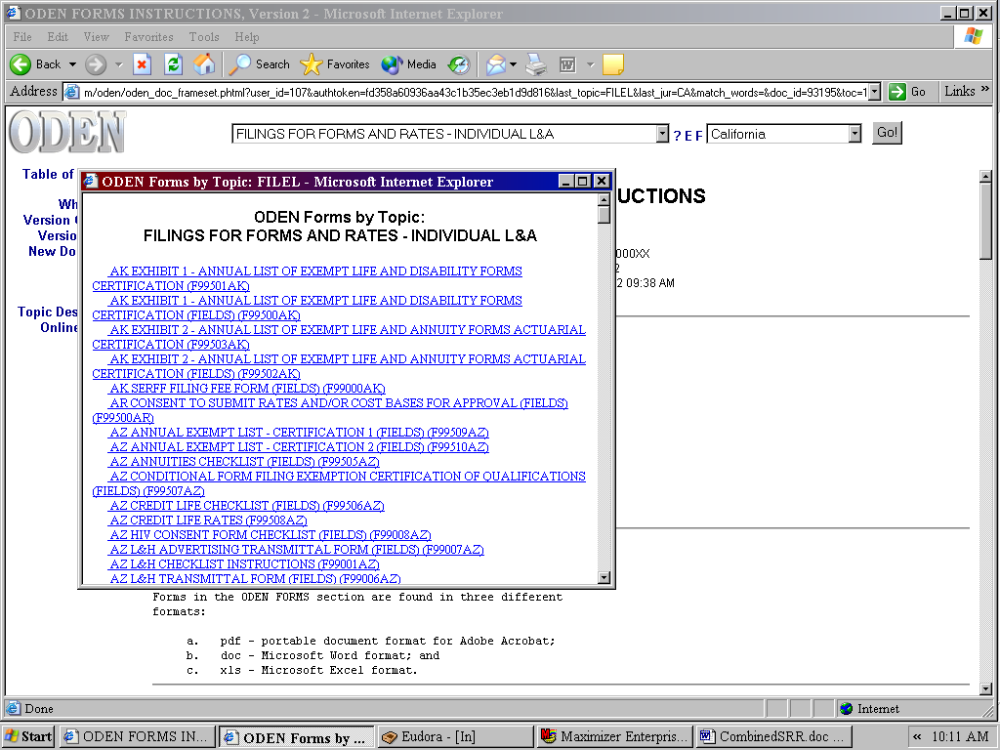 ODEN FORMS INSTRUCTIONS, Version 2 - Microsoft Internet Explorer
File Edit View Favorites Tools Help
Back Search Favorites Media
Address m/oden/oden_doc_frameset.phtml?user_id=107&authtoken=fd358a60936aa43c1b35ec3eb1d9d816&last_topic=FILEL&last_jur=CA&match_words=&doc_id=93195&toc=1 Go Links »
ODEN FILINGS FOR FORMS AND RATES - INDIVIDUAL L&A ? E F California Go!
Table of
Wh
Version C
Versio
New Do
Topic Des
Online
UCTIONS
000XX
2
2 09:38 AM
ODEN Forms by Topic: FILEL - Microsoft Internet Explorer
ODEN Forms by Topic:
FILINGS FOR FORMS AND RATES - INDIVIDUAL L&A
AK EXHIBIT 1 - ANNUAL LIST OF EXEMPT LIFE AND DISABILITY FORMS
CERTIFICATION (F99501AK)
AK EXHIBIT 1 - ANNUAL LIST OF EXEMPT LIFE AND DISABILITY FORMS
CERTIFICATION (FIELDS) (F99500AK)
AK EXHIBIT 2 - ANNUAL LIST OF EXEMPT LIFE AND ANNUITY FORMS ACTUARIAL
CERTIFICATION (F99503AK)
AK EXHIBIT 2 - ANNUAL LIST OF EXEMPT LIFE AND ANNUITY FORMS ACTUARIAL
CERTIFICATION (FIELDS) (F99502AK)
AK SERFF FILING FEE FORM (FIELDS) (F99000AK)
AR CONSENT TO SUBMIT RATES AND/OR COST BASES FOR APPROVAL (FIELDS)
(F99500AR)
AZ ANNUAL EXEMPT LIST - CERTIFICATION 1 (FIELDS) (F99509AZ)
AZ ANNUAL EXEMPT LIST - CERTIFICATION 2 (FIELDS) (F99510AZ)
AZ ANNUITIES CHECKLIST (FIELDS) (F99505AZ)
AZ CONDITIONAL FORM FILING EXEMPTION CERTIFICATION OF QUALIFICATIONS
(FIELDS) (F99507AZ)
AZ CREDIT LIFE CHECKLIST (FIELDS) (F99506AZ)
AZ CREDIT LIFE RATES (F99508AZ)
AZ HIV CONSENT FORM CHECKLIST (FIELDS) (F99008AZ)
AZ L&H ADVERTISING TRANSMITTAL FORM (FIELDS) (F99007AZ)
AZ L&H CHECKLIST INSTRUCTIONS (F99001AZ)
AZ L&H TRANSMITTAL FORM (FIELDS) (F99006AZ)
Forms in the ODEN FORMS section are found in three different
formats:
a. pdf - portable document format for Adobe Acrobat;
b. doc - Microsoft Word format; and
c. xls - Microsoft Excel format.
Done Internet
Start ODEN FORMS IN... ODEN Forms by ... Eudora - [In] Maximizer Enterpris... CombinedSRR.doc ... « 10:11 AM